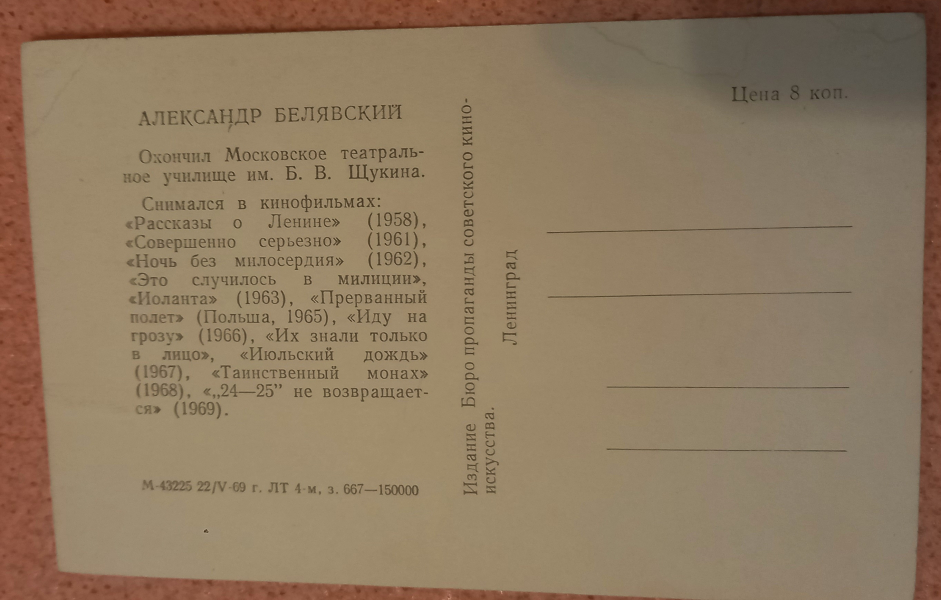 АЛЕКСАНДР БЕЛЯВСКИЙ
Окончил Московское театраль-
ное училище им. Б. В. Щукина.
Снимался в кинофильмах:
«Рассказы о Ленине» (1958),
«Совершенно серьезно» (1961),
«Ночь без милосердия» (1962),
«Это случилось в милиции»,
«Иоланта» (1963), «Прерванный
полет» (Польша, 1965), «Иду на
грозу» (1966), «Их знали только
в лицо», «Июльский дождь»
(1967), «Таинственный монах»
(1968), «„24—25” не возвращает-
ся» (1969).
М-43225 22/V-69 г. ЛТ 4-м, з. 667—150000
Издание Бюро пропаганды советского кино-
искусства. Ленинград
Цена 8 коп.